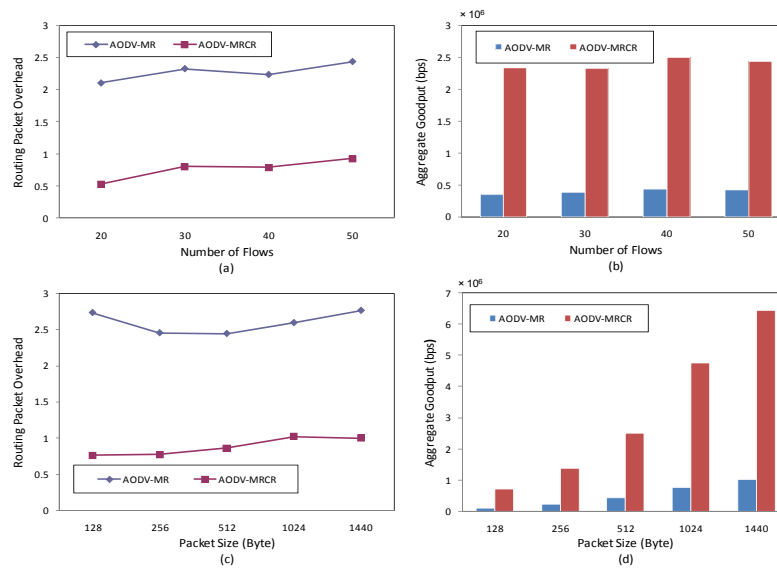 AODV-MR AODV-MRCR
Routing Packet Overhead
3
2.5
2
1.5
1
0.5
0
20 30 40 50
Number of Flows
(a)
× 10⁶
AODV-MR AODV-MRCR
Aggregate Goodput (bps)
3
2.5
2
1.5
1
0.5
0
20 30 40 50
Number of Flows
(b)
Routing Packet Overhead
3
2.5
2
1.5
1
0.5
0
AODV-MR AODV-MRCR
128 256 512 1024 1440
Packet Size (Byte)
(c)
× 10⁶
AODV-MR AODV-MRCR
Aggregate Goodput (bps)
7
6
5
4
3
2
1
0
128 256 512 1024 1440
Packet Size (Byte)
(d)